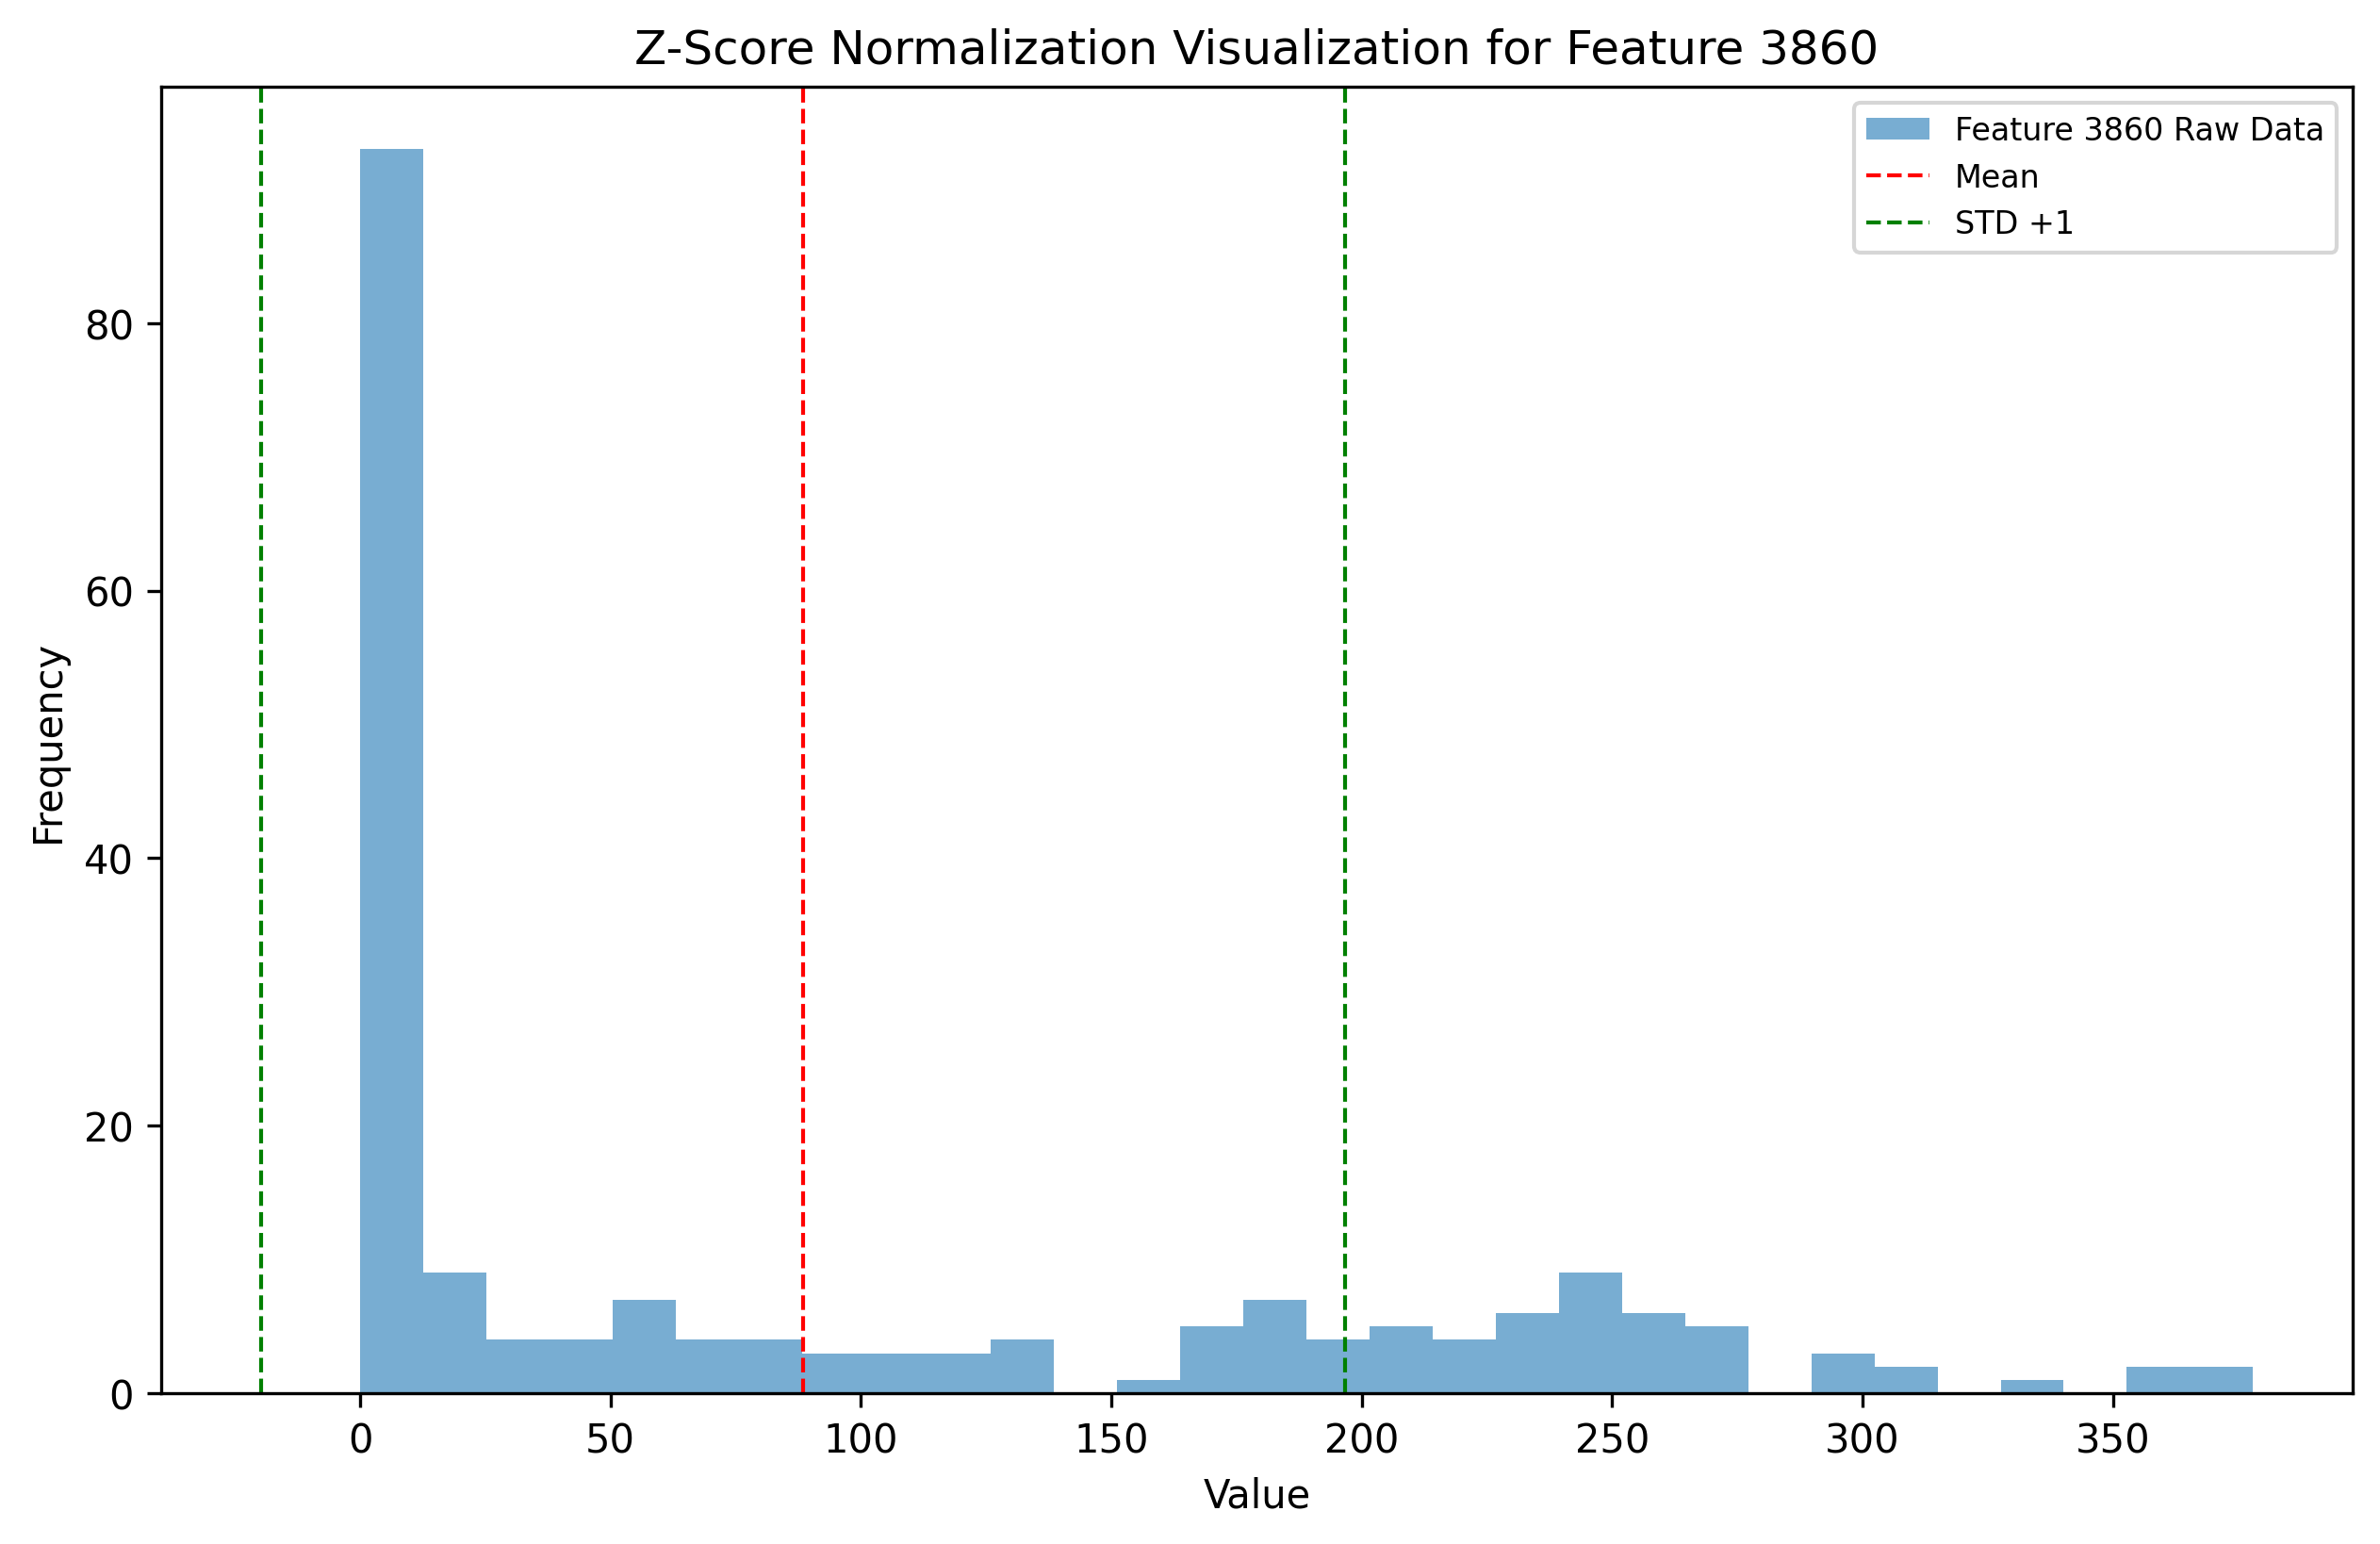 Z-Score Normalization Visualization for Feature 3860
Feature 3860 Raw Data
Mean
STD +1
Frequency
80
60
40
20
0
0 50 100 150 200 250 300 350
Value